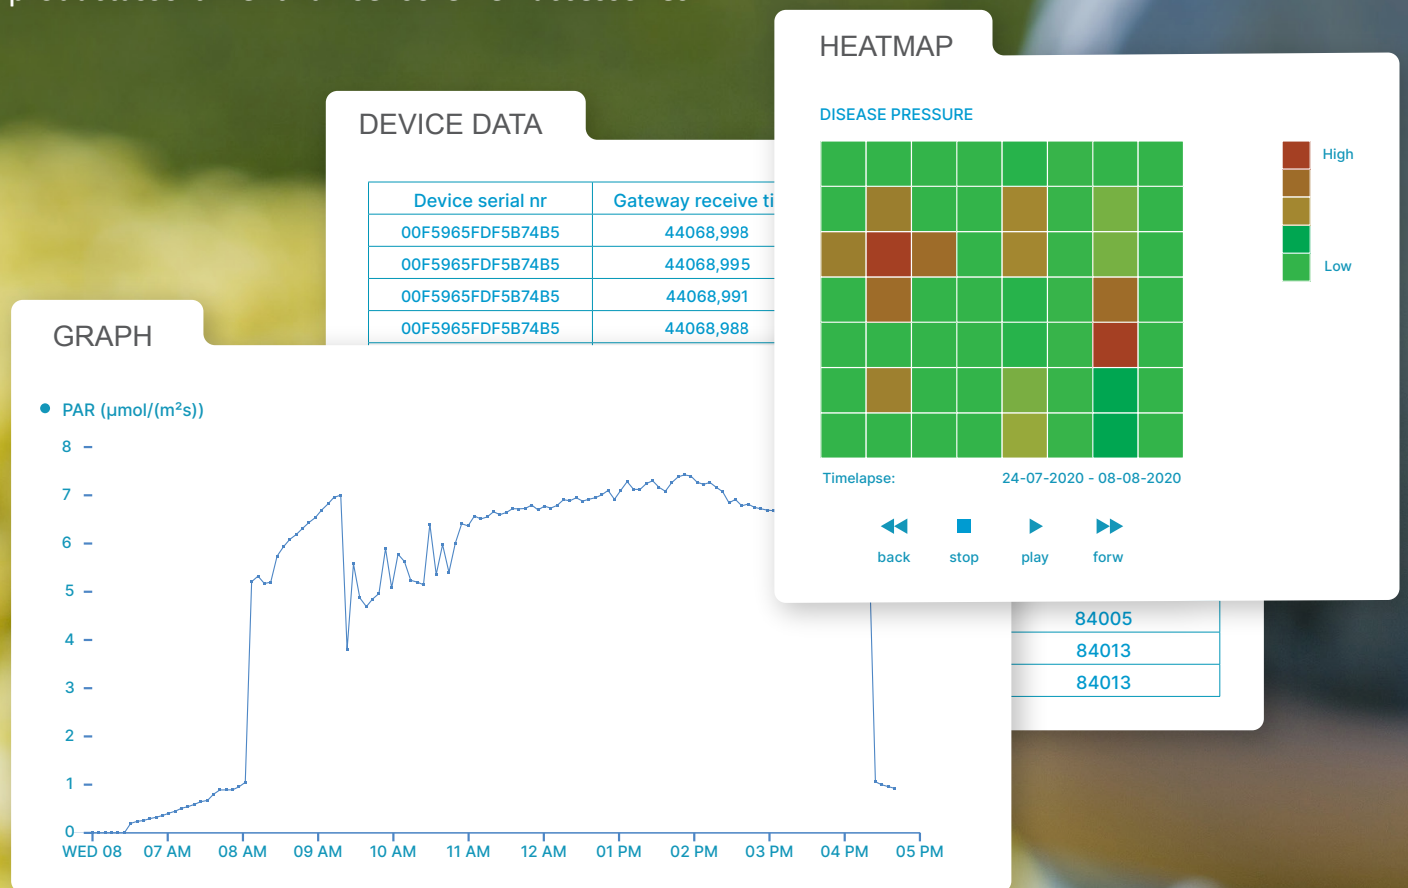 HEATMAP
DISEASE PRESSURE
High
Low
Timelapse:
24-07-2020 - 08-08-2020
back
stop
play
forw
DEVICE DATA
Device serial nr
Gateway receive ti
00F5965FDF5B74B5
44068,998
00F5965FDF5B74B5
44068,995
00F5965FDF5B74B5
44068,991
00F5965FDF5B74B5
44068,988
84005
84013
84013
GRAPH
PAR (µmol/(m²s))
8
7
6
5
4
3
2
1
0
WED 08
07 AM
08 AM
09 AM
10 AM
11 AM
12 AM
01 PM
02 PM
03 PM
04 PM
05 PM